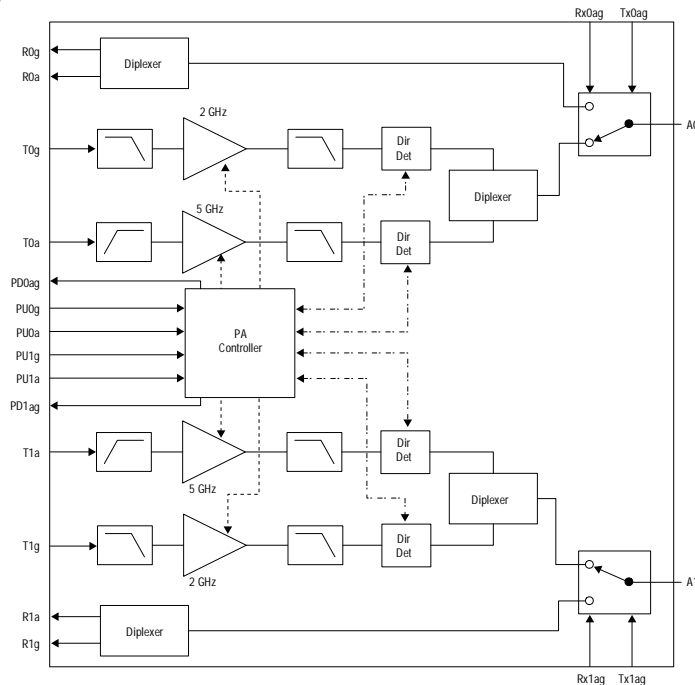 Rx0ag Tx0ag
R0g
Diplexer
R0a
2 GHz
T0g
Dir
Det
Diplexer
5 GHz
T0a
Dir
Det
PD0ag
PU0g
PU0a
PA
Controller
PU1g
PU1a
PD1ag
T1a
Dir
Det
5 GHz
Diplexer
T1g
Dir
Det
2 GHz
R1a
Diplexer
R1g
Rx1ag Tx1ag